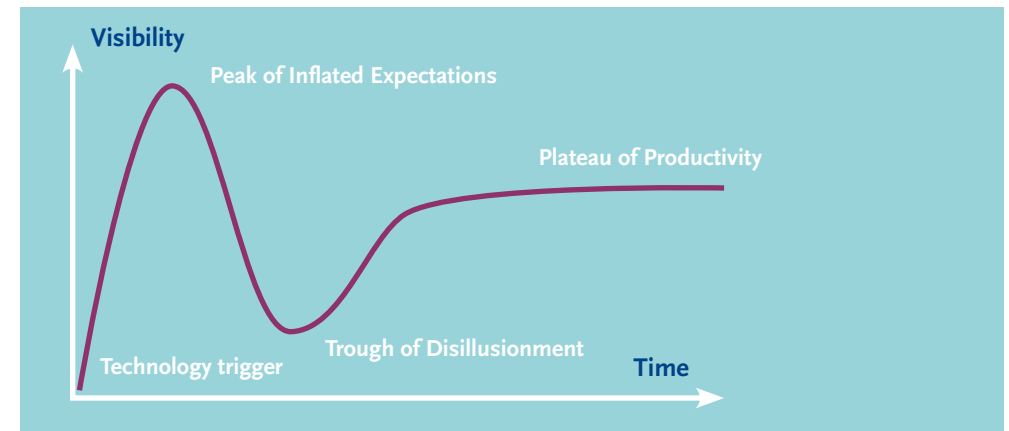 Visibility
Peak of Inflated Expectations
Plateau of Productivity
Trough of Disillusionment
Technology trigger
Time